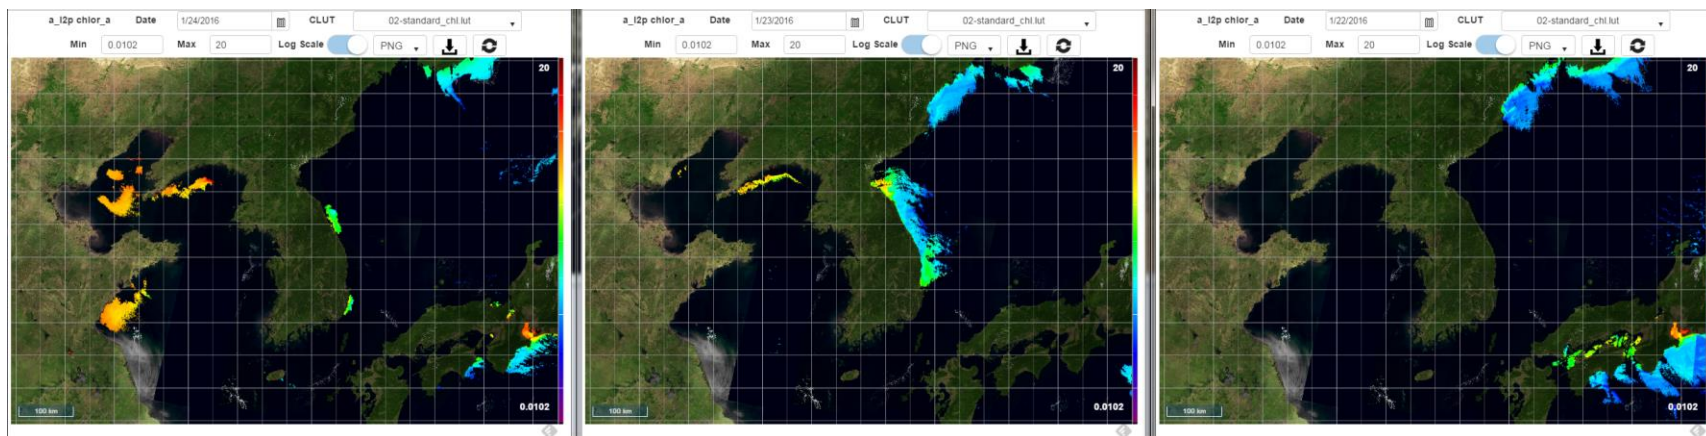 a_l2p chlor_a Date 1/24/2016 CLUT 02-standard_chl.lut
Min 0.0102 Max 20 Log Scale PNG
20
0.0102
100 km
a_l2p chlor_a Date 1/23/2016 CLUT 02-standard_chl.lut
Min 0.0102 Max 20 Log Scale PNG
20
0.0102
100 km
a_l2p chlor_a Date 1/22/2016 CLUT 02-standard_chl.lut
Min 0.0102 Max 20 Log Scale PNG
20
0.0102
100 km